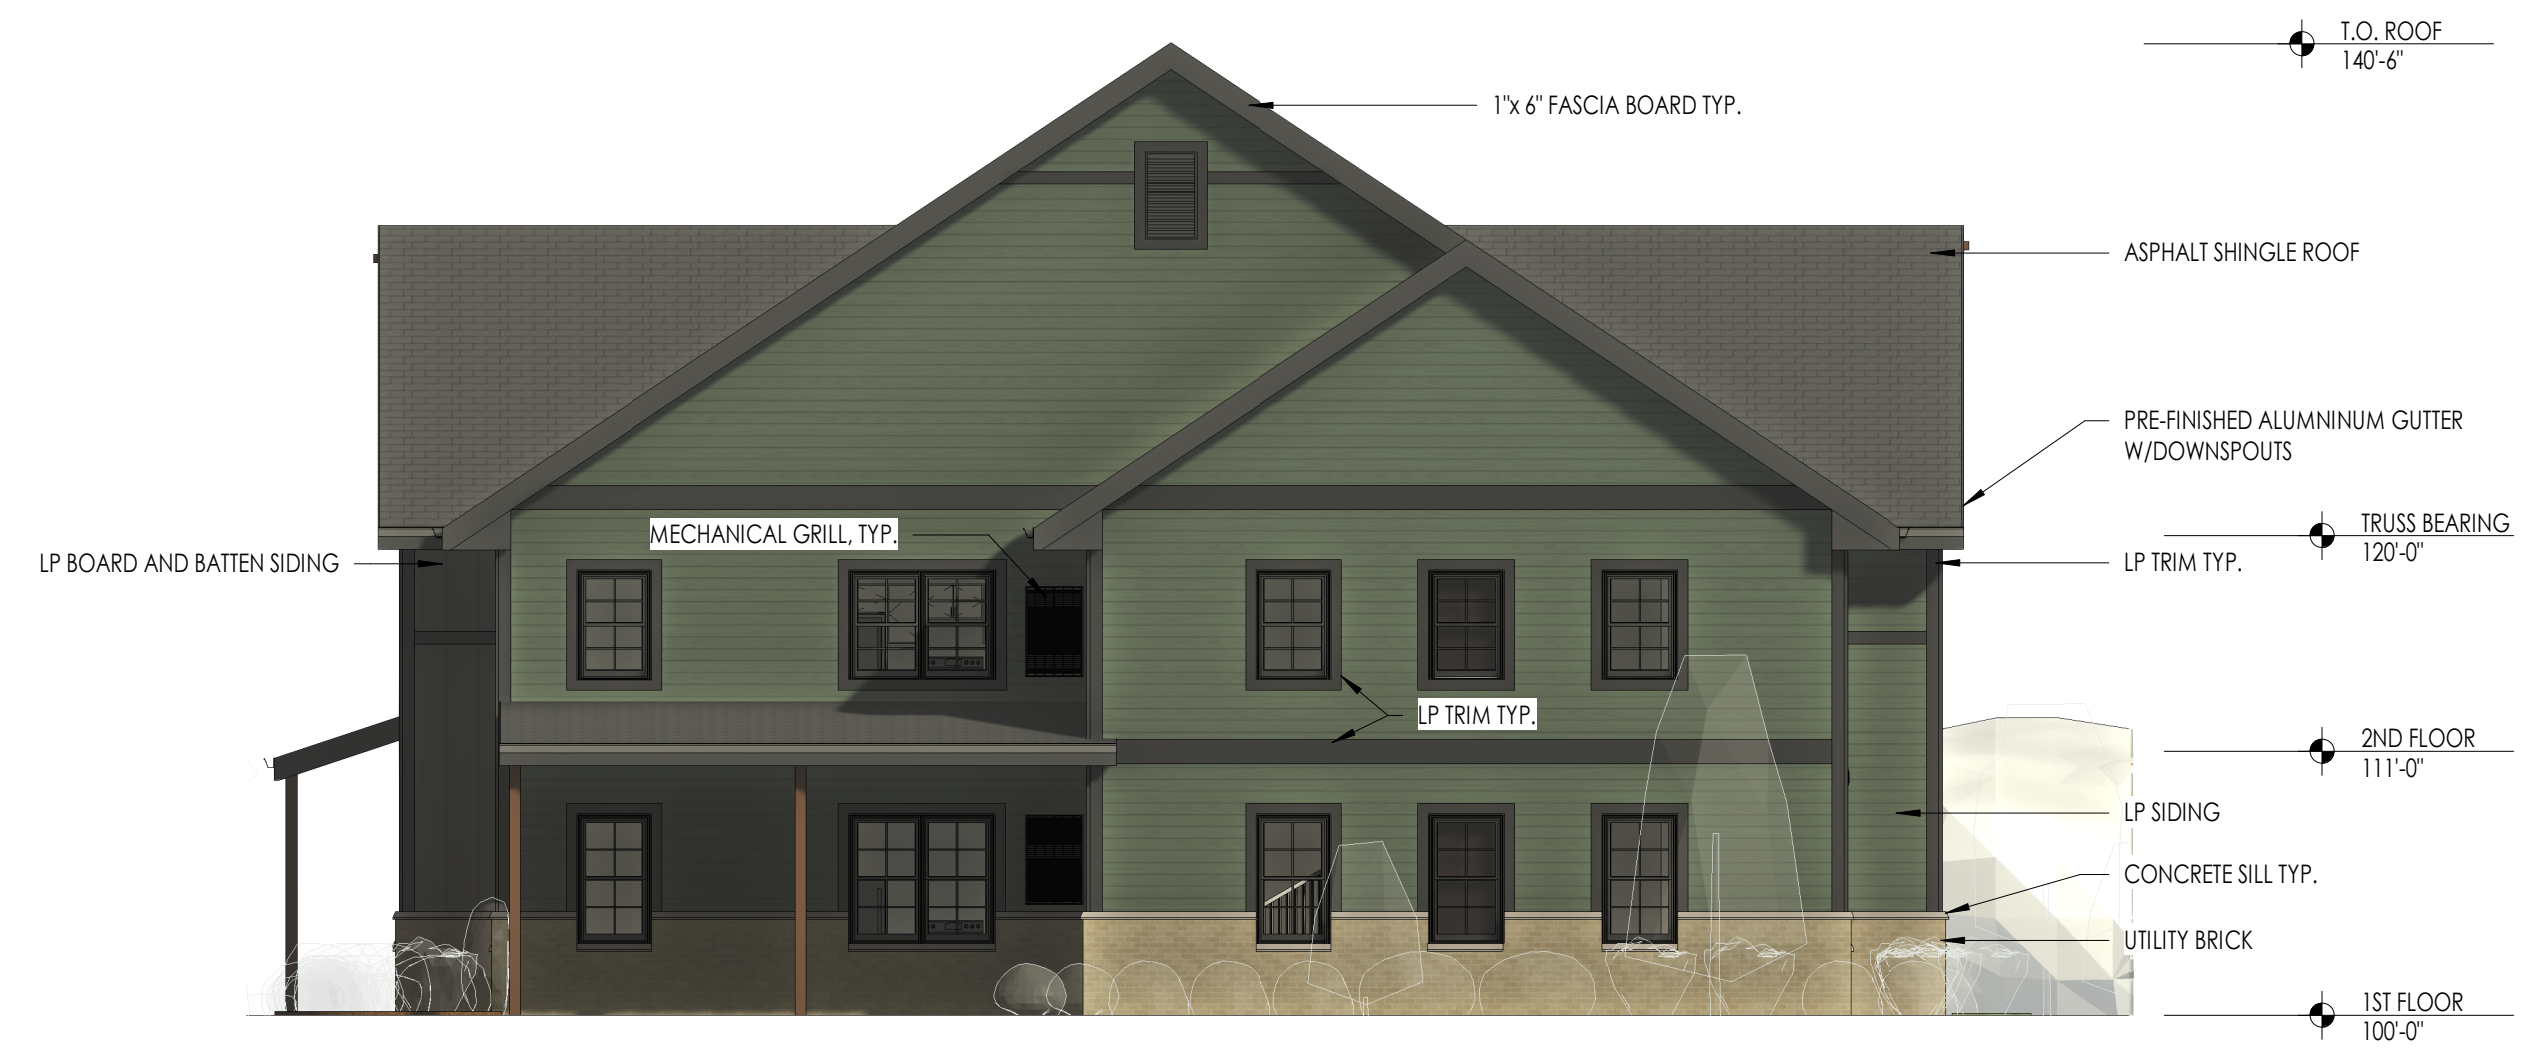 T.O. ROOF
140'-6"
1"x 6" FASCIA BOARD TYP.
ASPHALT SHINGLE ROOF
PRE-FINISHED ALUMNINUM GUTTER
W/DOWNSPOUTS
TRUSS BEARING
120'-0"
MECHANICAL GRILL, TYP.
LP BOARD AND BATTEN SIDING
LP TRIM TYP.
LP TRIM TYP.
2ND FLOOR
111'-0"
LP SIDING
CONCRETE SILL TYP.
UTILITY BRICK
1ST FLOOR
100'-0"